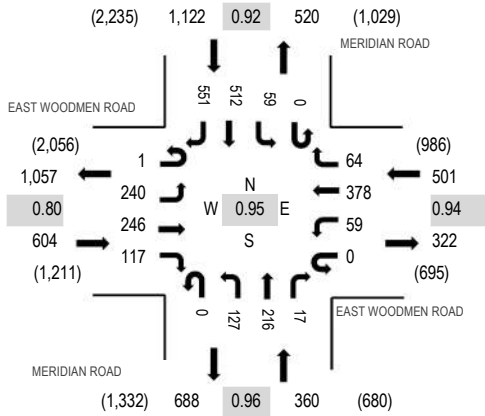 (2,235) 1,122 0.92 520 (1,029)
MERIDIAN ROAD
551 512 59 0
EAST WOODMEN ROAD
(2,056) (986)
1 64
1,057 501
240 N 378
0.80 W 0.95 E 0.94
246 59
604 S 322
117 0
(1,211) (695)
0 127 216 17
EAST WOODMEN ROAD
MERIDIAN ROAD
(1,332) 688 0.96 360 (680)